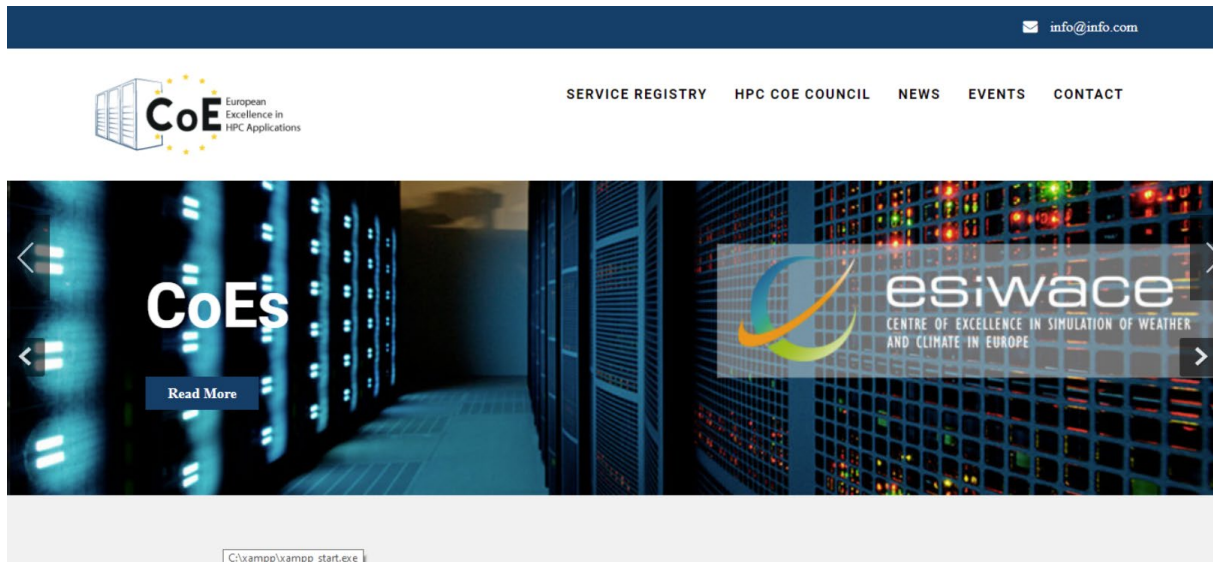 info@info.com
CoE
European
Excellence in
HPC Applications
SERVICE REGISTRY HPC COE COUNCIL NEWS EVENTS CONTACT
CoEs
Read More
esiwace
CENTRE OF EXCELLENCE IN SIMULATION OF WEATHER
AND CLIMATE IN EUROPE
C:\xampp\xampp_start.exe